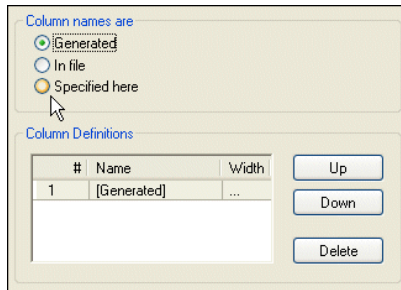 Column names are
Generated
In file
Specified here
Column Definitions
# Name Width
1 [Generated] ...
Up
Down
Delete